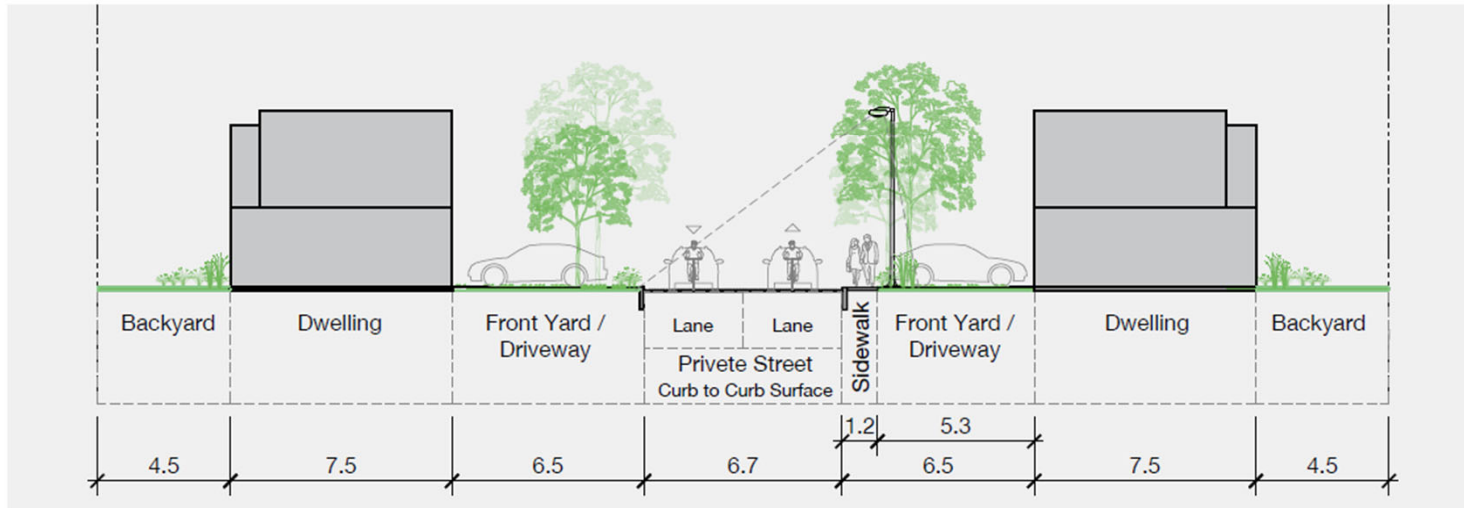 Backyard
Dwelling
Front Yard /
Driveway
Lane
Lane
Privete Street
Curb to Curb Surface
Sidewalk
Front Yard /
Driveway
Dwelling
Backyard
1.2
5.3
4.5
7.5
6.5
6.7
6.5
7.5
4.5